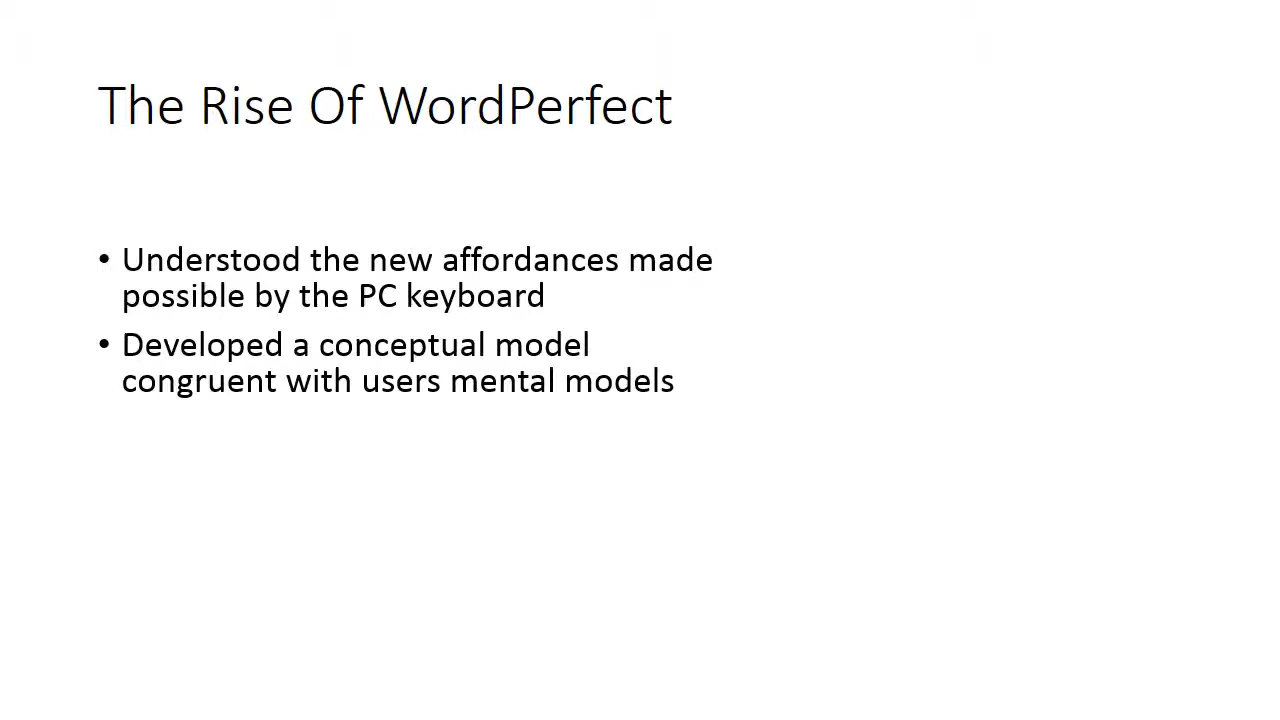 The Rise Of WordPerfect
• Understood the new affordances made
possible by the PC keyboard
• Developed a conceptual model
congruent with users mental models